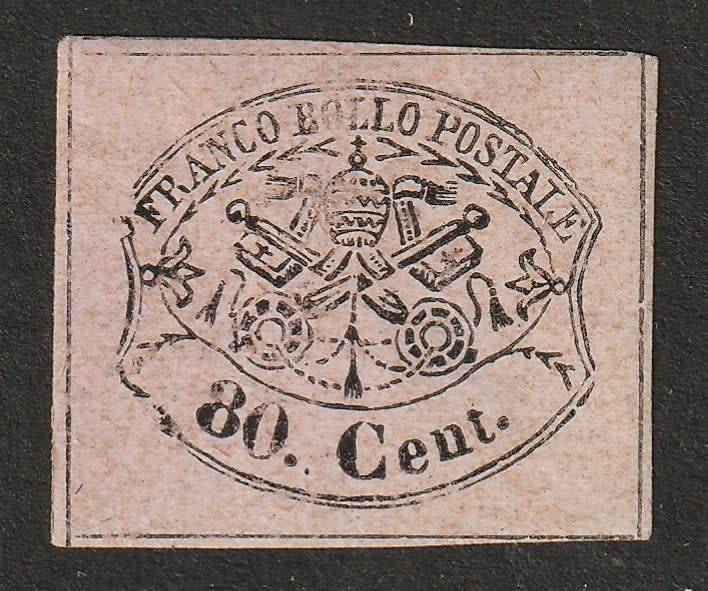 FRANCO BOLLO POSTALE
80. Cent.